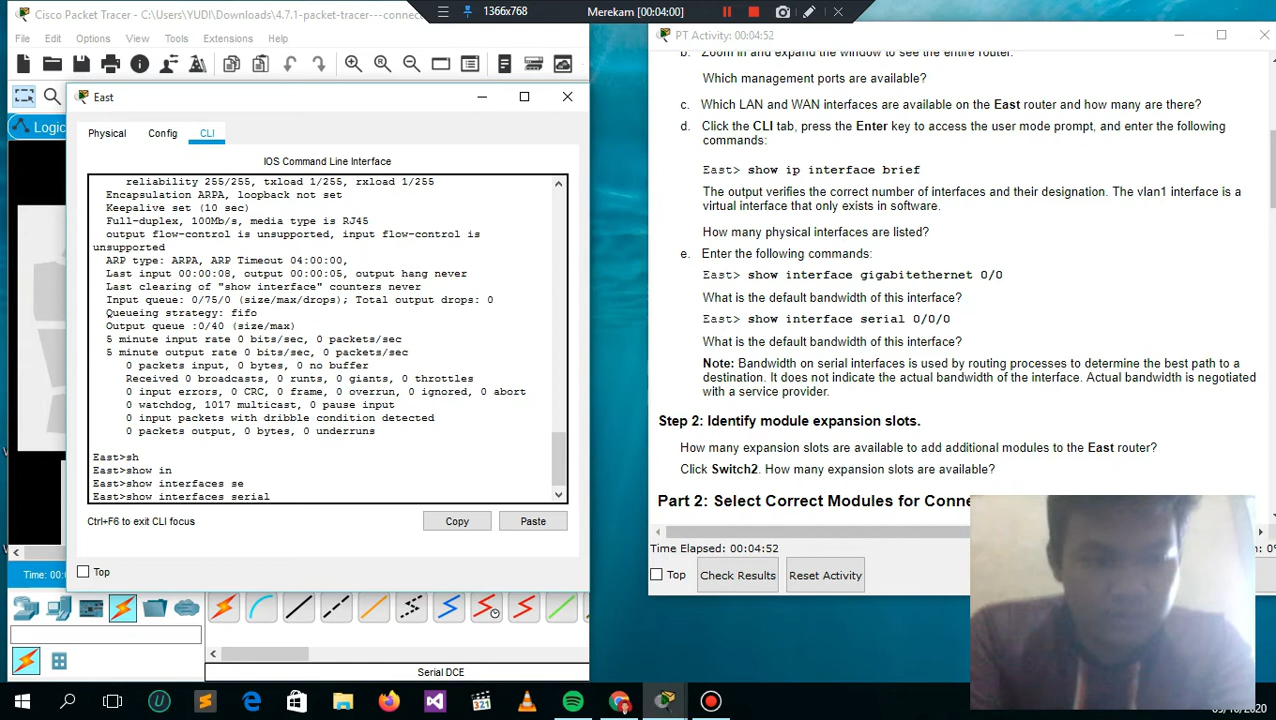 Cisco Packet Tracer - C:\Users\YUDI\Downloads\4.7.1-packet-tracer---connec
1366x768
Merekam [00:04:00]
File Edit Options View Tools Extensions Help
Logic
East
Physical Config CLI
IOS Command Line Interface
reliability 255/255, txload 1/255, rxload 1/255
Encapsulation ARPA, loopback not set
Keepalive set (10 sec)
Full-duplex, 100Mb/s, media type is RJ45
output flow-control is unsupported, input flow-control is
unsupported
ARP type: ARPA, ARP Timeout 04:00:00,
Last input 00:00:08, output 00:00:05, output hang never
Last clearing of "show interface" counters never
Input queue: 0/75/0 (size/max/drops); Total output drops: 0
Queueing strategy: fifo
Output queue :0/40 (size/max)
5 minute input rate 0 bits/sec, 0 packets/sec
5 minute output rate 0 bits/sec, 0 packets/sec
0 packets input, 0 bytes, 0 no buffer
Received 0 broadcasts, 0 runts, 0 giants, 0 throttles
0 input errors, 0 CRC, 0 frame, 0 overrun, 0 ignored, 0 abort
0 watchdog, 1017 multicast, 0 pause input
0 input packets with dribble condition detected
0 packets output, 0 bytes, 0 underruns
East>sh
East>show in
East>show interfaces se
East>show interfaces serial
Ctrl+F6 to exit CLI focus
Copy
Paste
Top
Time: 00:0
Serial DCE
PT Activity: 00:04:52
b. Zoom in and expand the window to see the entire router.
Which management ports are available?
c. Which LAN and WAN interfaces are available on the East router and how many are there?
d. Click the CLI tab, press the Enter key to access the user mode prompt, and enter the following
commands:
East> show ip interface brief
The output verifies the correct number of interfaces and their designation. The vlan1 interface is a
virtual interface that only exists in software.
How many physical interfaces are listed?
e. Enter the following commands:
East> show interface gigabitethernet 0/0
What is the default bandwidth of this interface?
East> show interface serial 0/0/0
What is the default bandwidth of this interface?
Note: Bandwidth on serial interfaces is used by routing processes to determine the best path to a
destination. It does not indicate the actual bandwidth of the interface. Actual bandwidth is negotiated
with a service provider.
Step 2: Identify module expansion slots.
How many expansion slots are available to add additional modules to the East router?
Click Switch2. How many expansion slots are available?
Part 2: Select Correct Modules for Conne
Time Elapsed: 00:04:52
Top
Check Results
Reset Activity
321